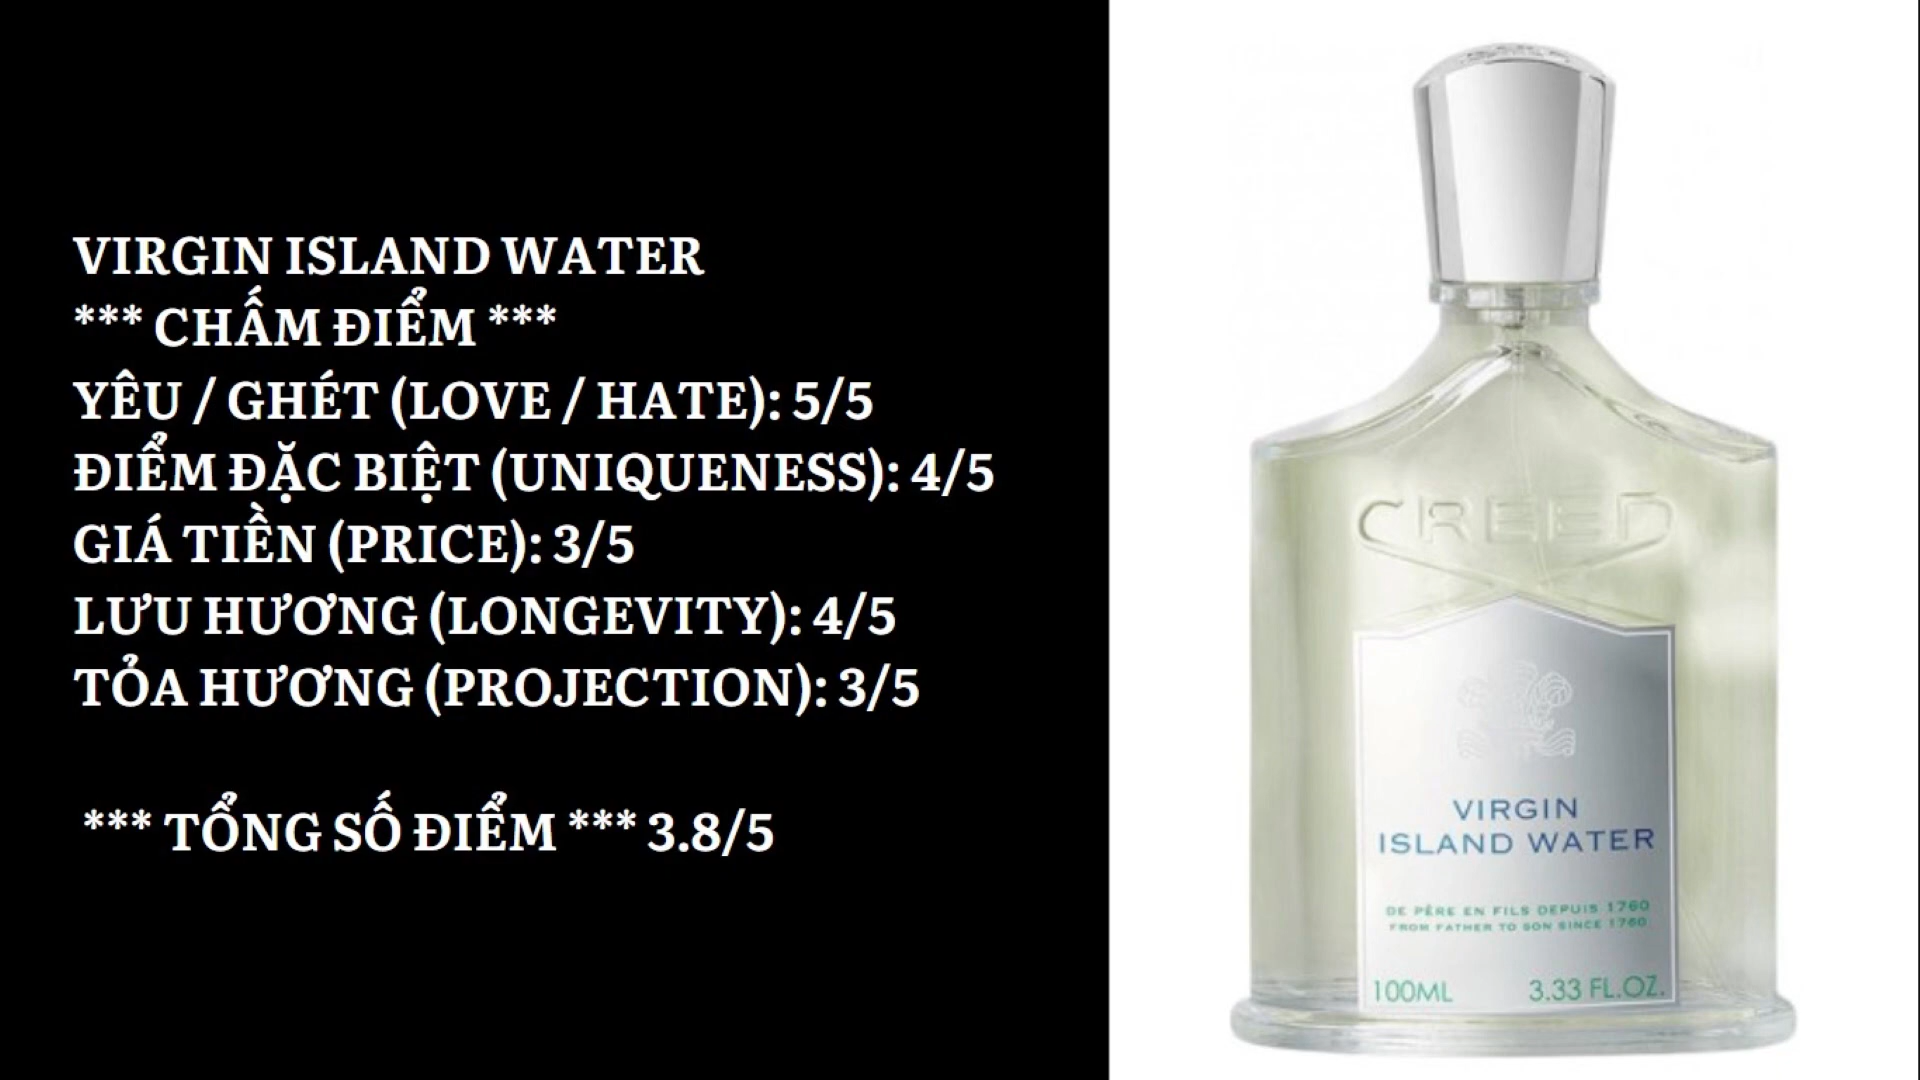 VIRGIN ISLAND WATER
*** CHẤM ĐIỂM ***
YÊU / GHÉT (LOVE / HATE): 5/5
ĐIỂM ĐẶC BIỆT (UNIQUENESS): 4/5
GIÁ TIỀN (PRICE): 3/5
LƯU HƯƠNG (LONGEVITY): 4/5
TỎA HƯƠNG (PROJECTION): 3/5
*** TỔNG SỐ ĐIỂM *** 3.8/5
CREED
VIRGIN
ISLAND WATER
DE PÈRE EN FILS DEPUIS 1760
FROM FATHER TO SON SINCE 1760
100ML 3.33 FL.OZ.